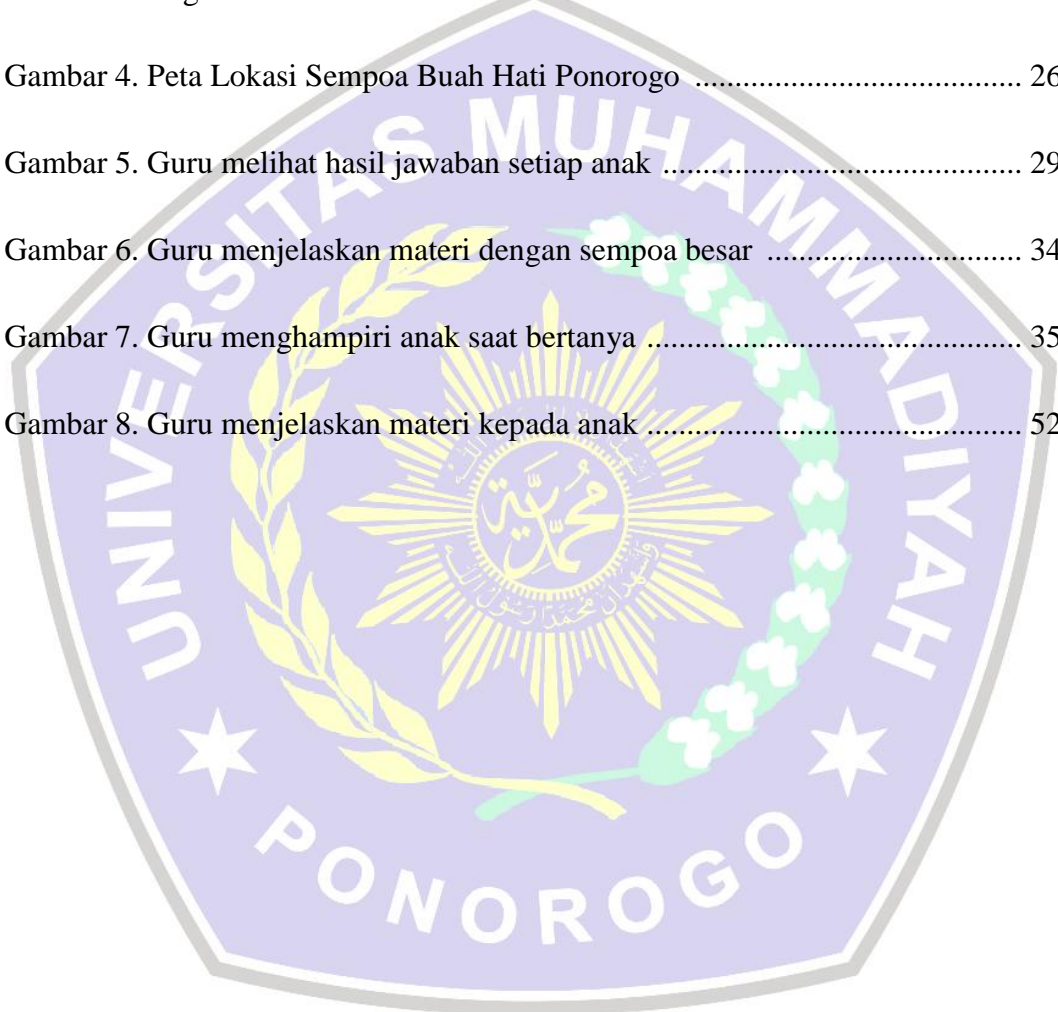 Gambar 4. Peta Lokasi Sempoa Buah Hati Ponorogo ................................... 26
Gambar 5. Guru melihat hasil jawaban setiap anak ....................................... 29
Gambar 6. Guru menjelaskan materi dengan sempoa besar ............................ 34
Gambar 7. Guru menghampiri anak saat bertanya ......................................... 35
Gambar 8. Guru menjelaskan materi kepada anak ......................................... 52
UNIVERSITAS MUHAMMADIYAH
محمدية
PONOROGO